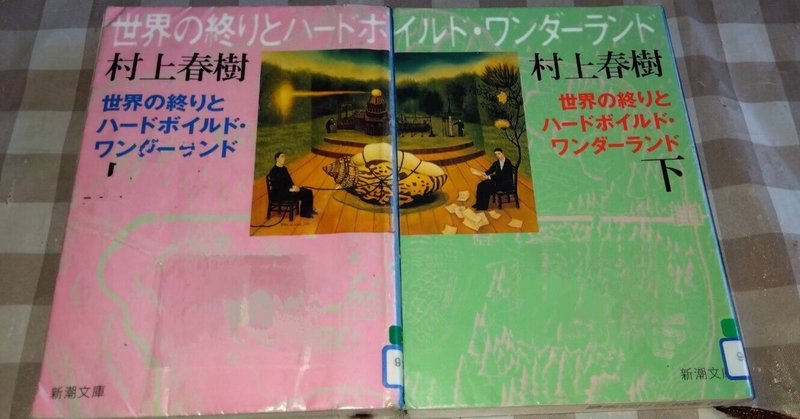 世界の終りとハードボイルド・ワンダーランド
村上春樹
世界の終りと
ハードボイルド・
ワンダーランド
新潮文庫
村上春樹
世界の終りと
ハードボイルド・
ワンダーランド
下
新潮文庫